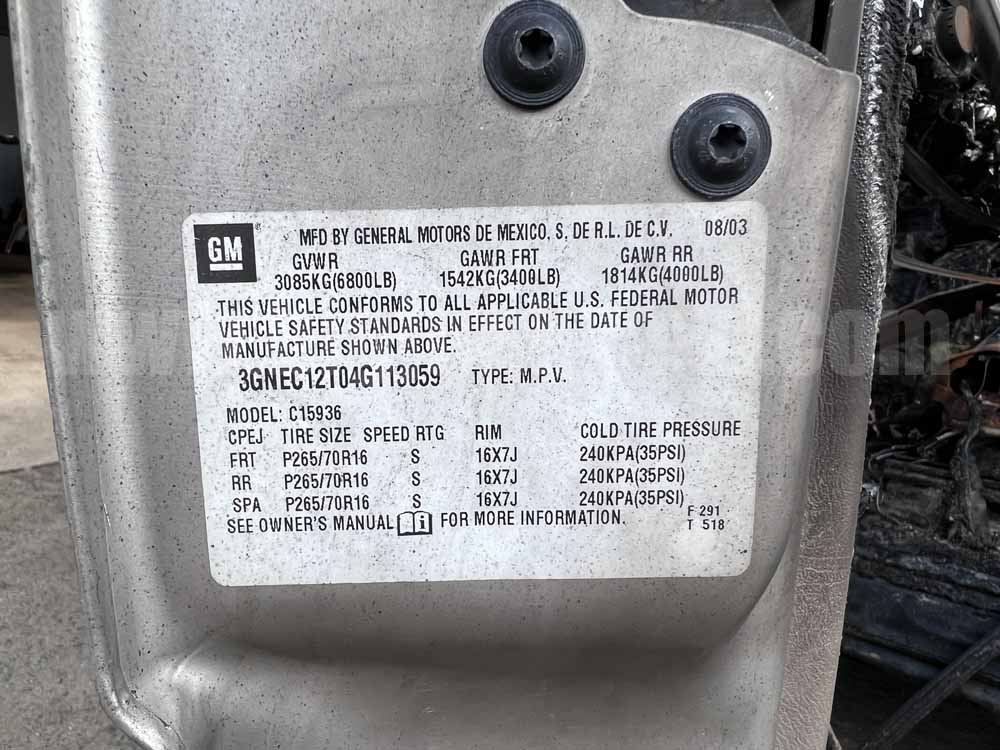 GM MFD BY GENERAL MOTORS DE MEXICO, S. DE R.L. DE C.V. 08/03
GVWR GAWR FRT GAWR RR
3085KG(6800LB) 1542KG(3400LB) 1814KG(4000LB)
THIS VEHICLE CONFORMS TO ALL APPLICABLE U.S. FEDERAL MOTOR
VEHICLE SAFETY STANDARDS IN EFFECT ON THE DATE OF
MANUFACTURE SHOWN ABOVE.
3GNEC12T04G113059 TYPE: M.P.V.
MODEL: C15936
CPEJ TIRE SIZE SPEED RTG RIM COLD TIRE PRESSURE
FRT P265/70R16 S 16X7J 240KPA(35PSI)
RR P265/70R16 S 16X7J 240KPA(35PSI)
SPA P265/70R16 S 16X7J 240KPA(35PSI)
SEE OWNER'S MANUAL FOR MORE INFORMATION. F 291
T 518